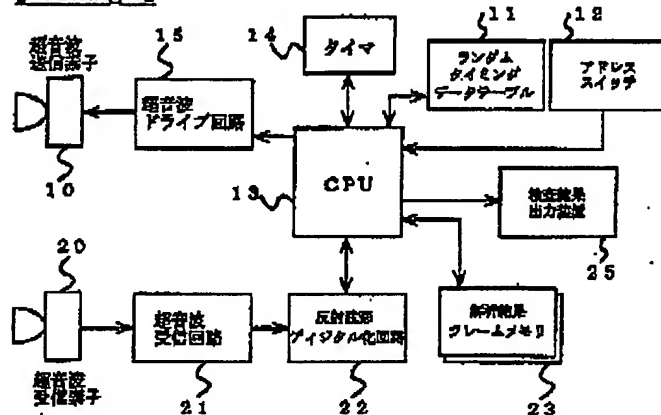 超音波
送信素子
15
超音波
ドライブ回路
10
14
タイマ
11
ランダム
タイミング
データテーブル
12
アドレス
スイッチ
13
CPU
検査結果
出力装置
25
20
超音波
受信素子
超音波
受信回路
21
反射波形
ディジタル化回路
22
解析結果
フレームメモリ
23